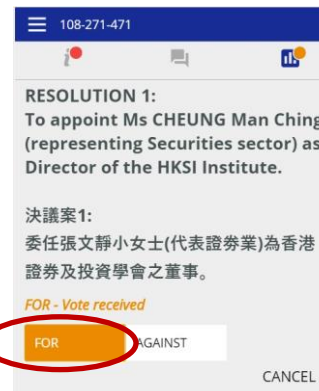 108-271-471
RESOLUTION 1:
To appoint Ms CHEUNG Man Ching
(representing Securities sector) as
Director of the HKSI Institute.
決議案1:
委任張文靜小女士(代表證券業)為香港
證券及投資學會之董事。
FOR - Vote received
FOR AGAINST
CANCEL